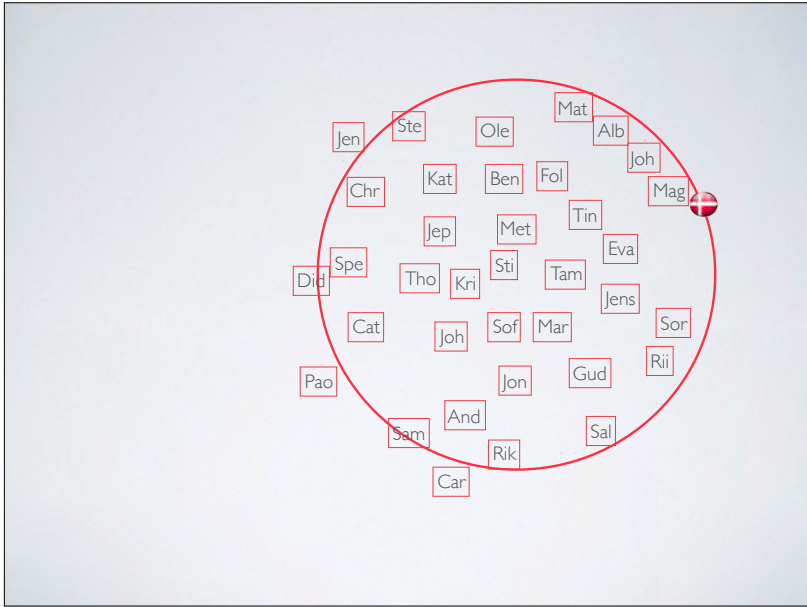 Mat
Ste
Alb
Ole
Jen
Joh
Kat
Ben
Fol
Chr
Mag
Tin
Jep
Met
Eva
Spe
Sti
Did
Tho
Kri
Tam
Jens
Cat
Joh
Sof
Mar
Sor
Rii
Pao
Jon
Gud
And
Sam
Sal
Rik
Car